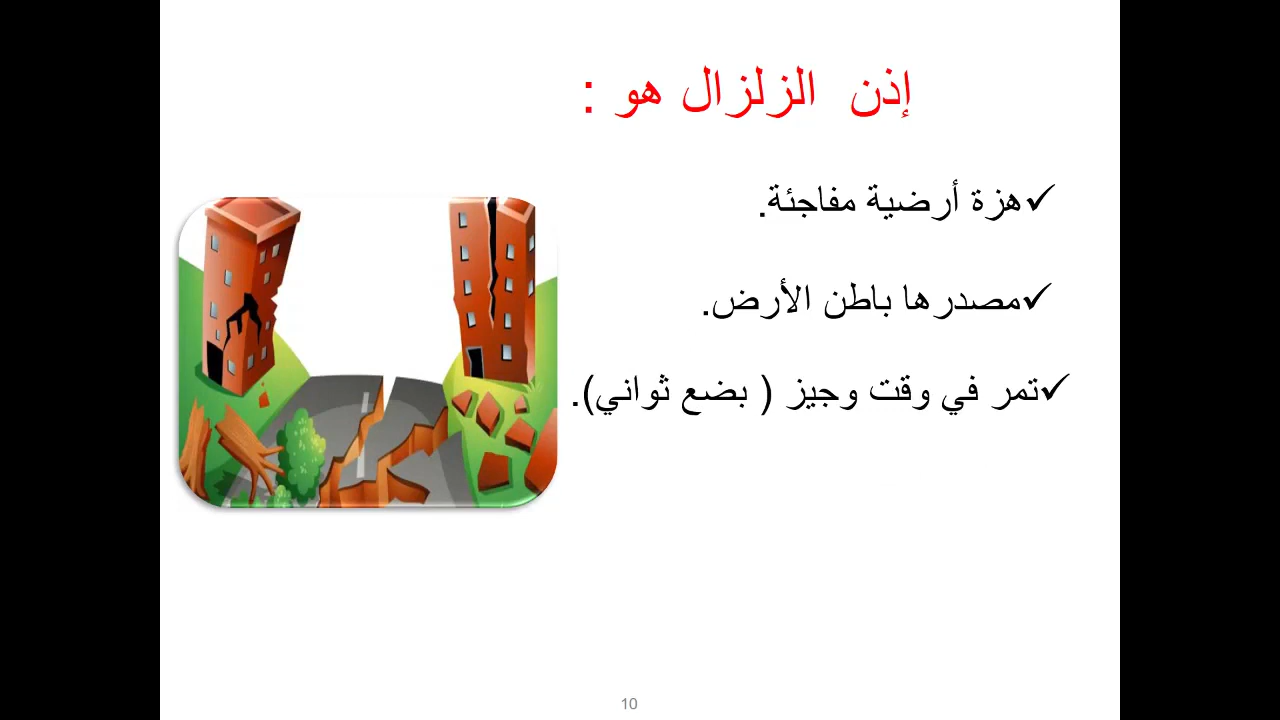 إذن الزلزال هو :
✓هزة أرضية مفاجئة.
✓مصدرها باطن الأرض.
✓تمر في وقت وجيز ( بضع ثواني).
10